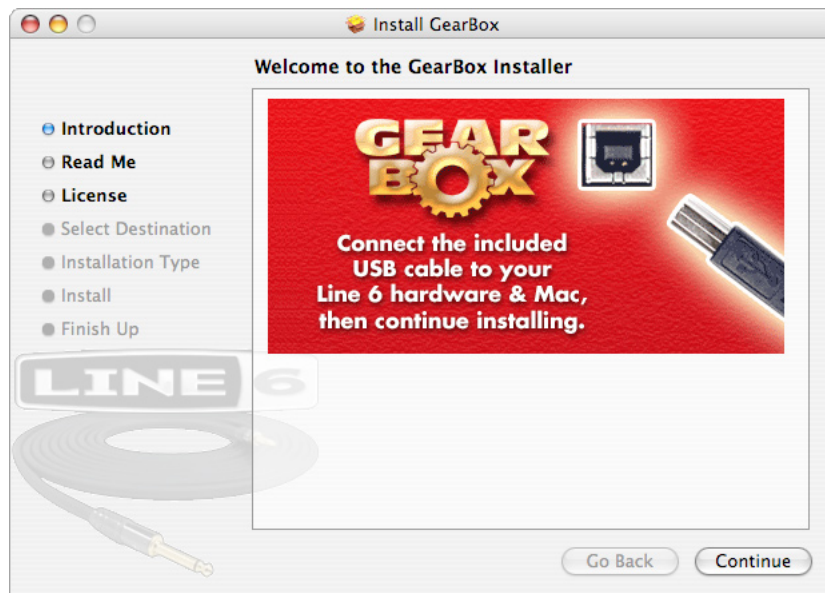 Install GearBox
Welcome to the GearBox Installer
Introduction
Read Me
License
Select Destination
Installation Type
Install
Finish Up
LINE 6
GEAR
BOX
Connect the included
USB cable to your
Line 6 hardware & Mac,
then continue installing.
Go Back
Continue